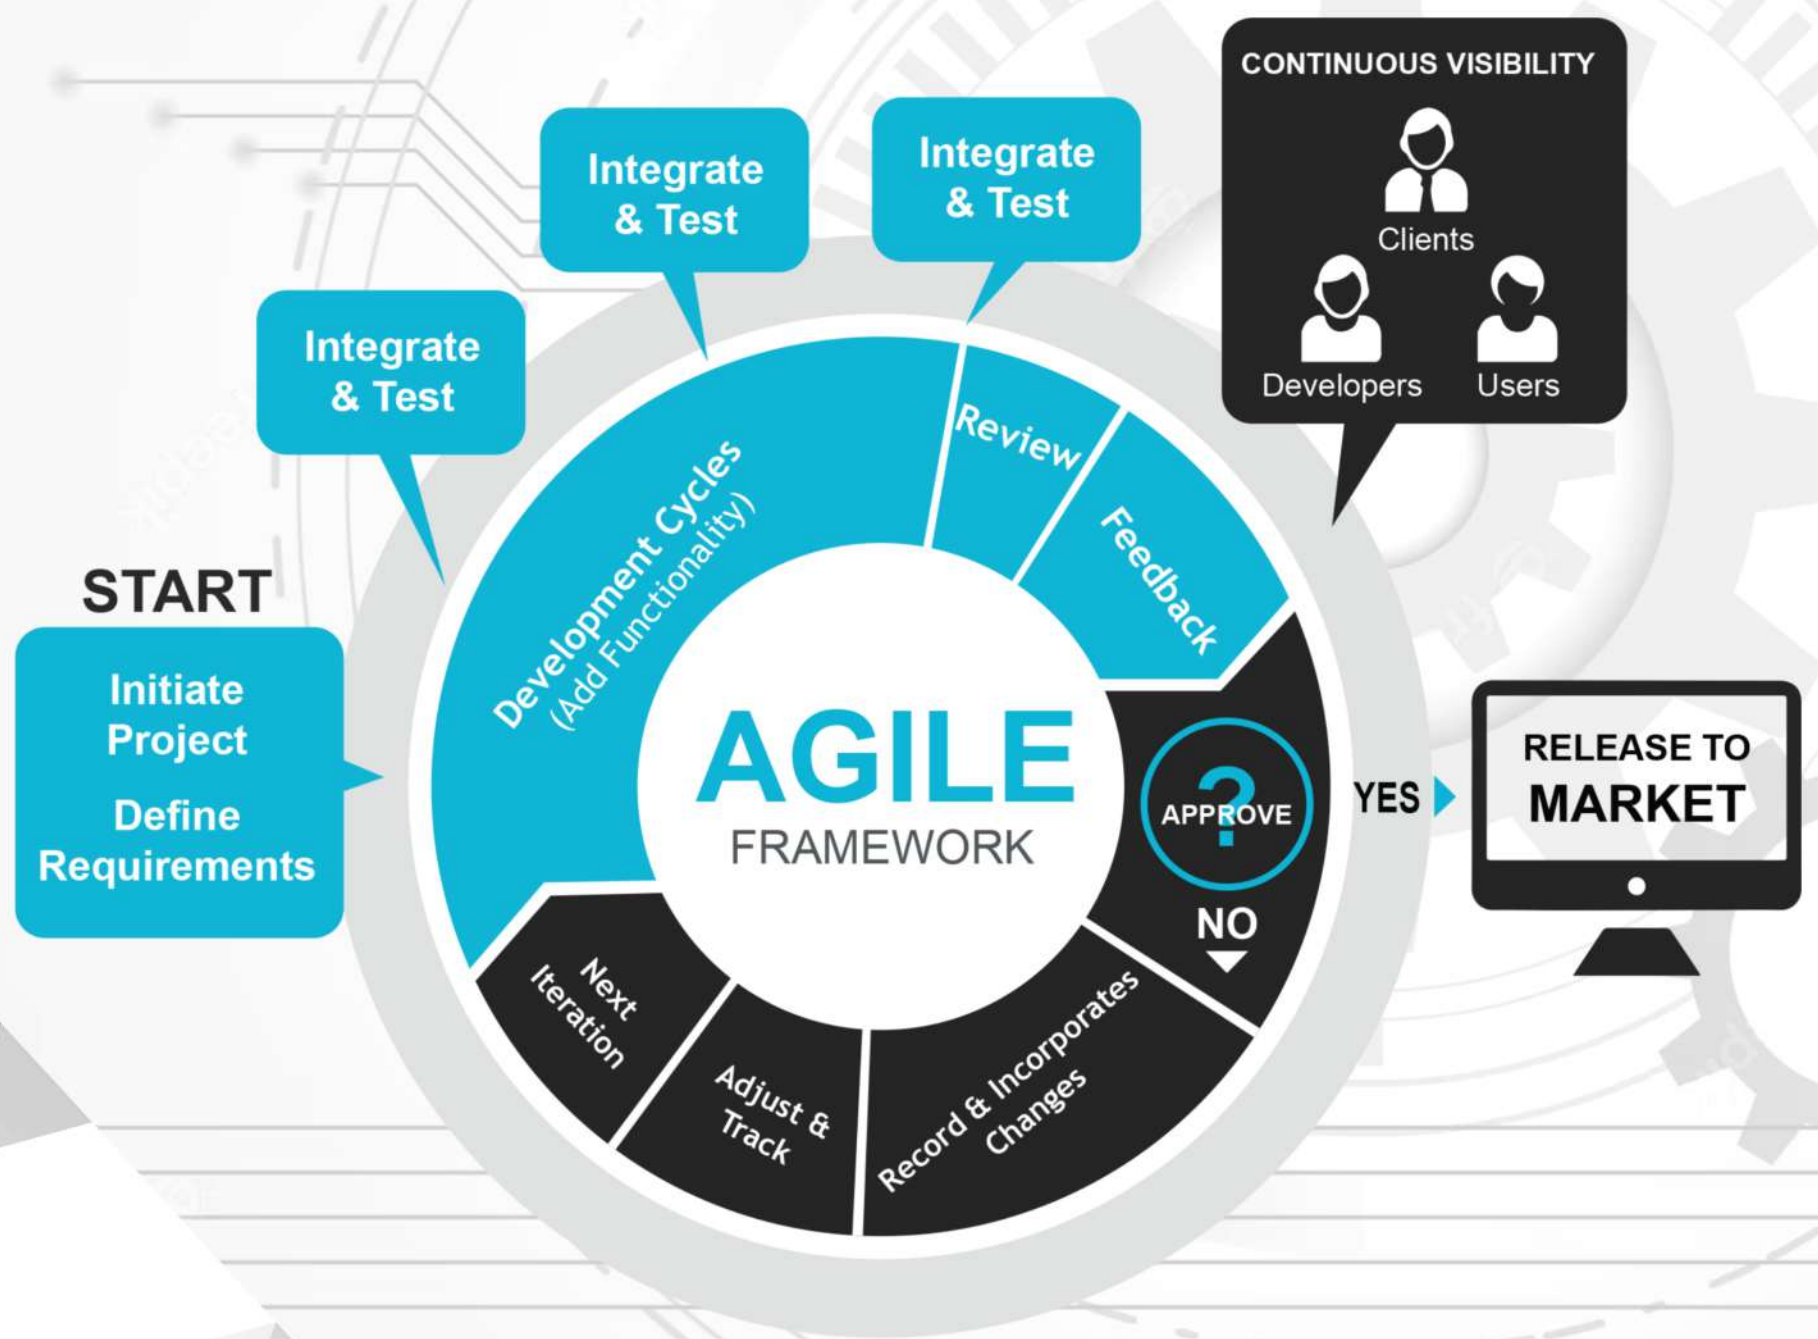 START
Initiate
Project
Define
Requirements
Integrate
& Test
Integrate
& Test
Integrate
& Test
CONTINUOUS VISIBILITY
Clients
Developers
Users
Development Cycles
(Add Functionality)
Review
Feedback
?
APPROVE
YES
RELEASE TO
MARKET
NO
Record & Incorporates
Changes
Adjust &
Track
Next
Iteration
AGILE
FRAMEWORK